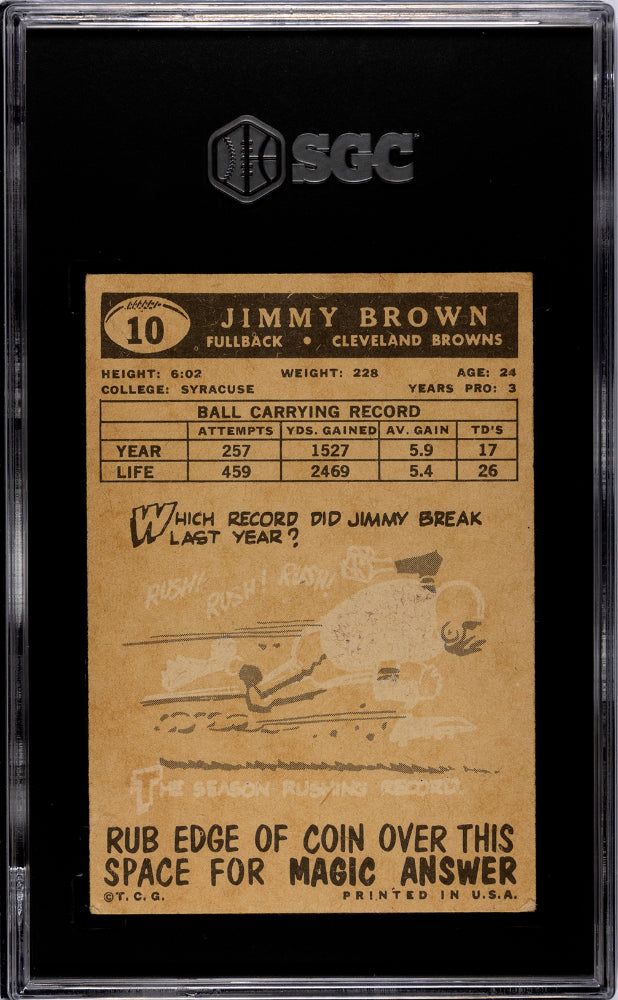 SGC
10
JIMMY BROWN
FULLBACK • CLEVELAND BROWNS
HEIGHT: 6:02 WEIGHT: 228 AGE: 24
COLLEGE: SYRACUSE YEARS PRO: 3
BALL CARRYING RECORD
ATTEMPTS YDS. GAINED AV. GAIN TD'S
YEAR 257 1527 5.9 17
LIFE 459 2469 5.4 26
WHICH RECORD DID JIMMY BREAK
LAST YEAR?
RUSH! RUSH! RUSH!
THE SEASON RUSHING RECORD.
RUB EDGE OF COIN OVER THIS
SPACE FOR MAGIC ANSWER
©T.C.G. PRINTED IN U.S.A.